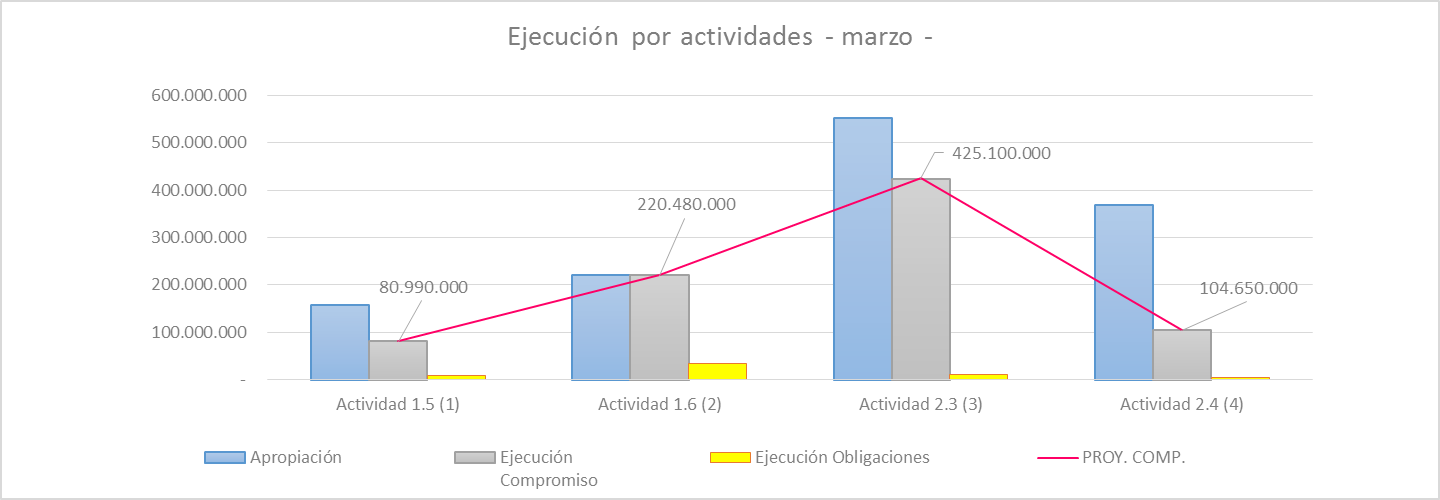 Ejecución por actividades - marzo -
600.000.000
500.000.000
400.000.000
300.000.000
200.000.000
100.000.000
-
80.990.000
220.480.000
425.100.000
104.650.000
Actividad 1.5 (1)
Actividad 1.6 (2)
Actividad 2.3 (3)
Actividad 2.4 (4)
Apropiación
Ejecución
Compromiso
Ejecución Obligaciones
PROY. COMP.